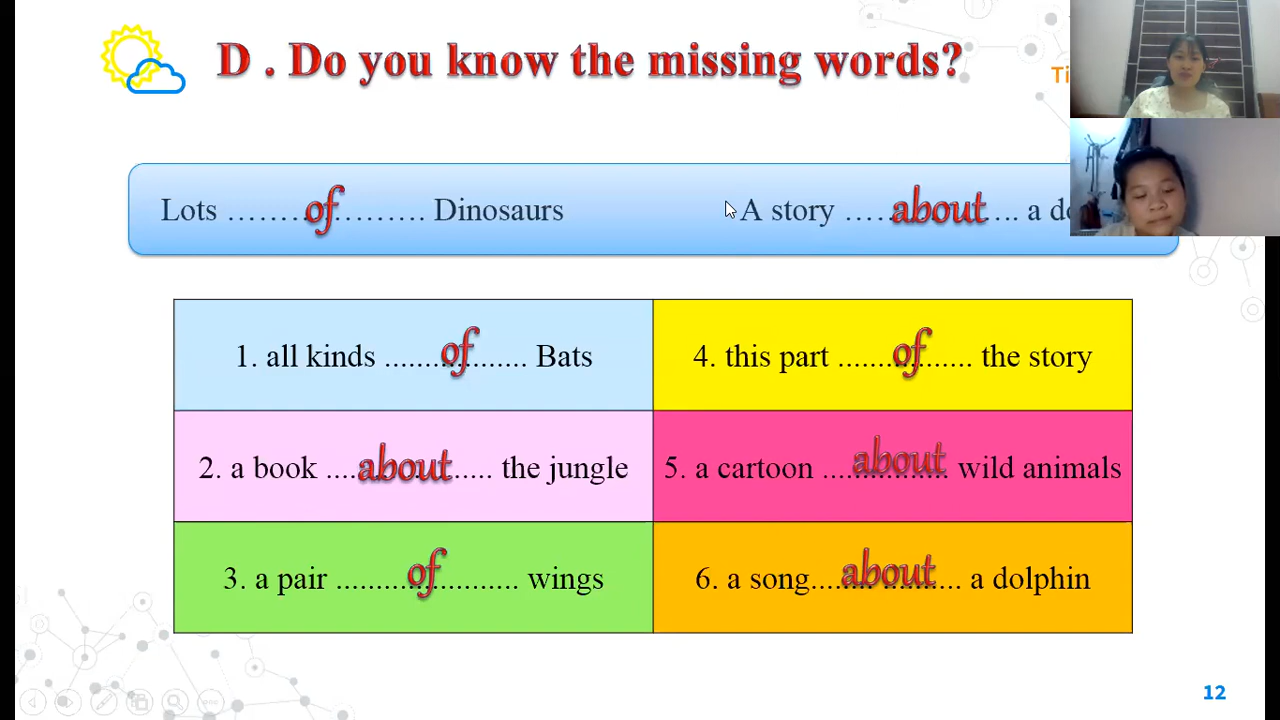 D . Do you know the missing words?
Ti
Lots ……..of………… Dinosaurs A story …..about….. a do
1. all kinds .......of......... Bats
4. this part .......of....... the story
2. a book ....about..... the jungle
5. a cartoon ....about.... wild animals
3. a pair .........of.......... wings
6. a song....about.... a dolphin
12